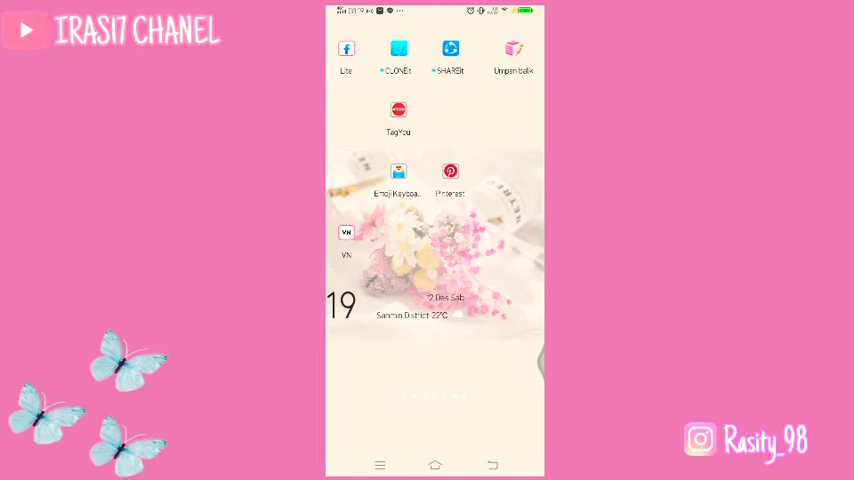 IRASI7 CHANEL
Lite
CLONEit
SHAREit
Umpan balik
TagYou
Emoji Keyboa..
Pinterest
VN
VN
19
12 Des Sab
Sanmin District 22°C
Rasity_98